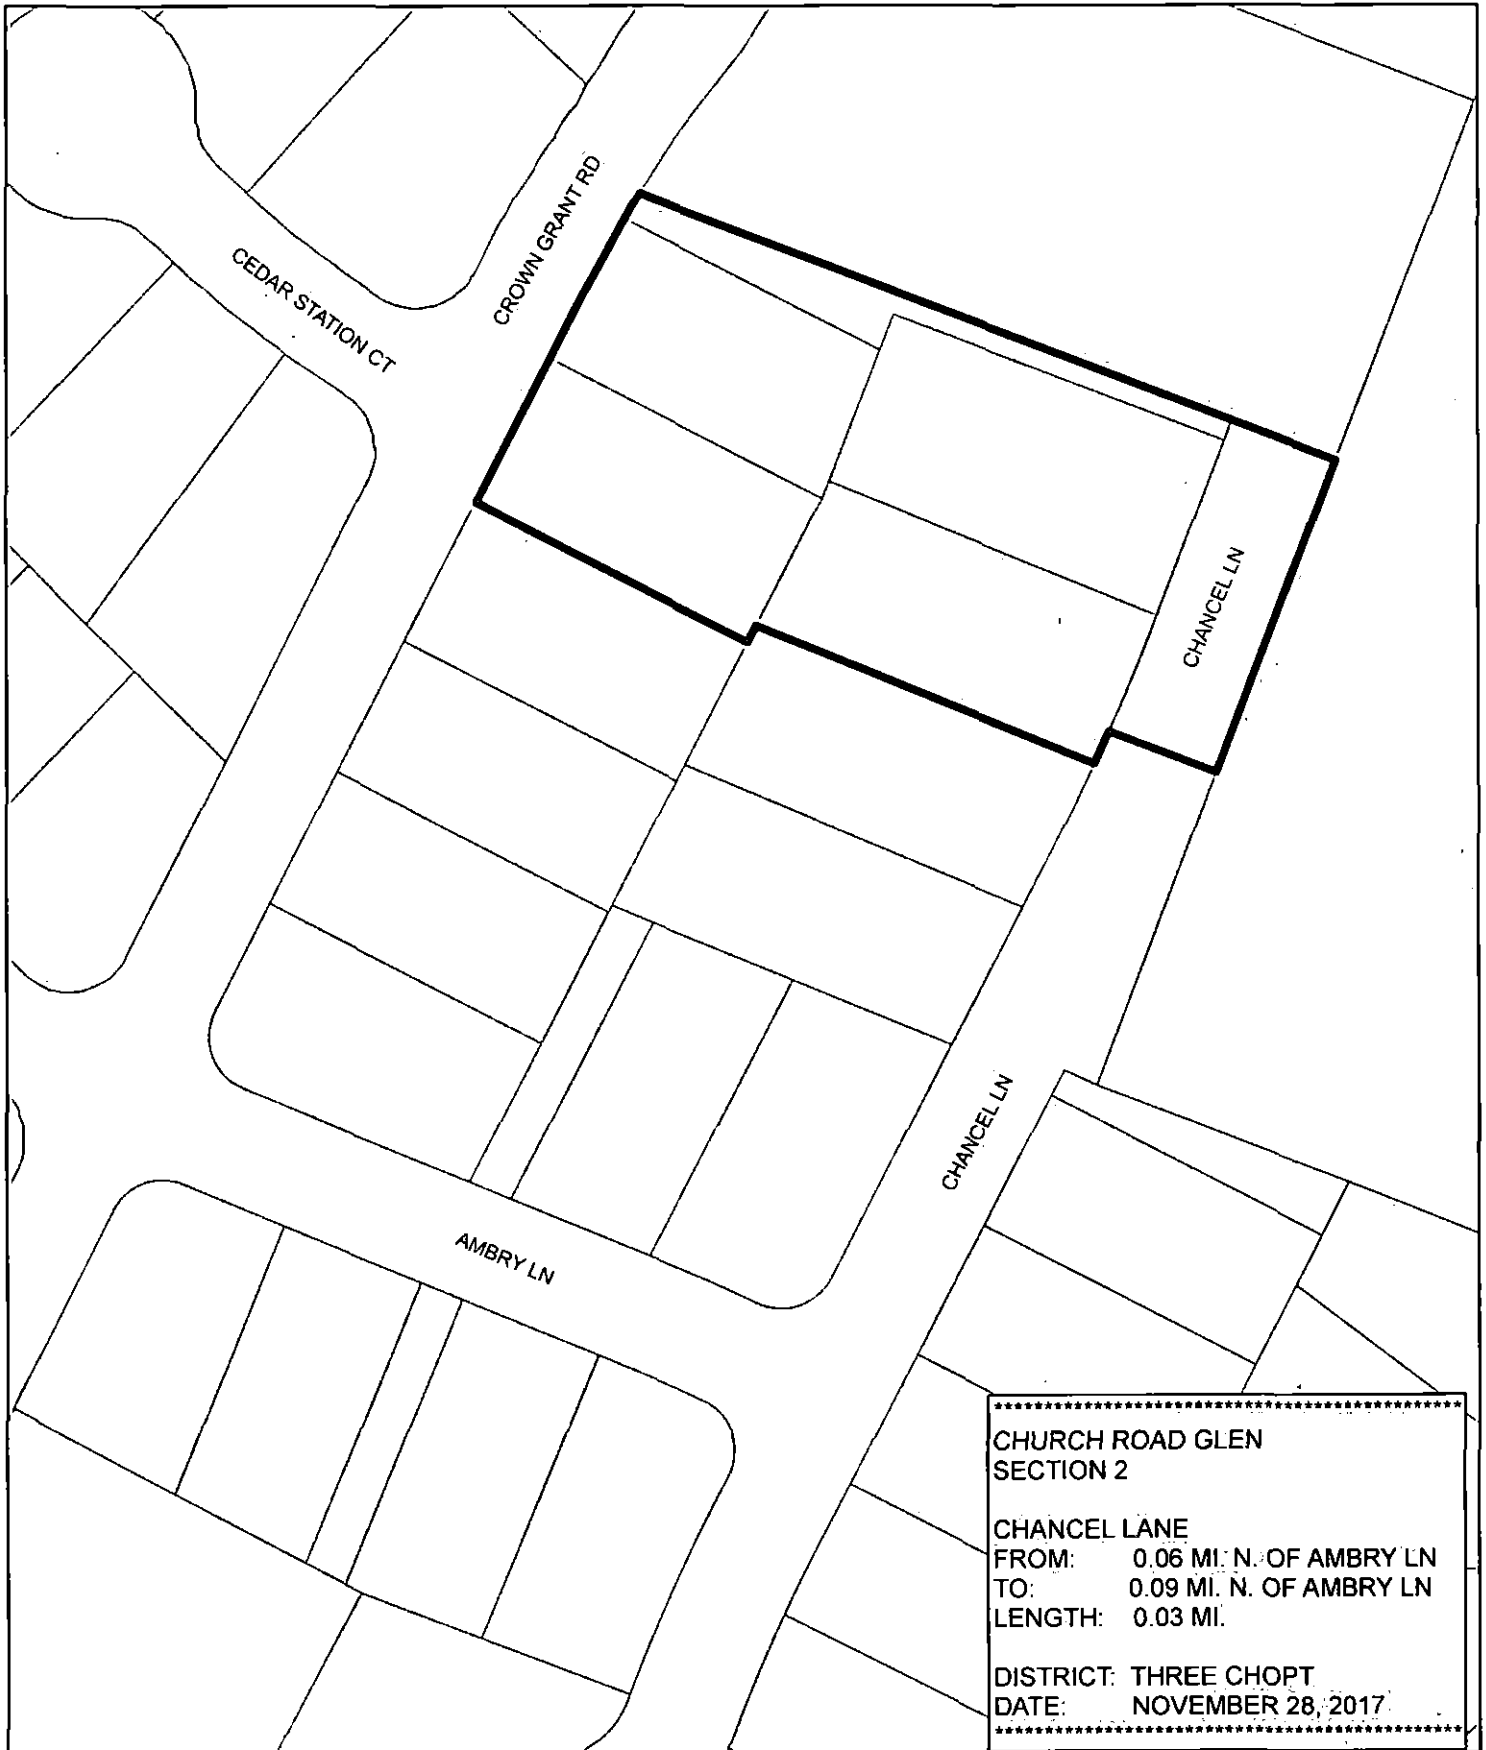 CROWN GRANT RD
CEDAR STATION CT
CHANCEL LN
CHANCEL LN
AMBRY LN
CHURCH ROAD GLEN
SECTION 2
CHANCEL LANE
FROM: 0.06 MI. N. OF AMBRY LN
TO: 0.09 MI. N. OF AMBRY LN
LENGTH: 0.03 MI.
DISTRICT: THREE CHOPT
DATE: NOVEMBER 28, 2017